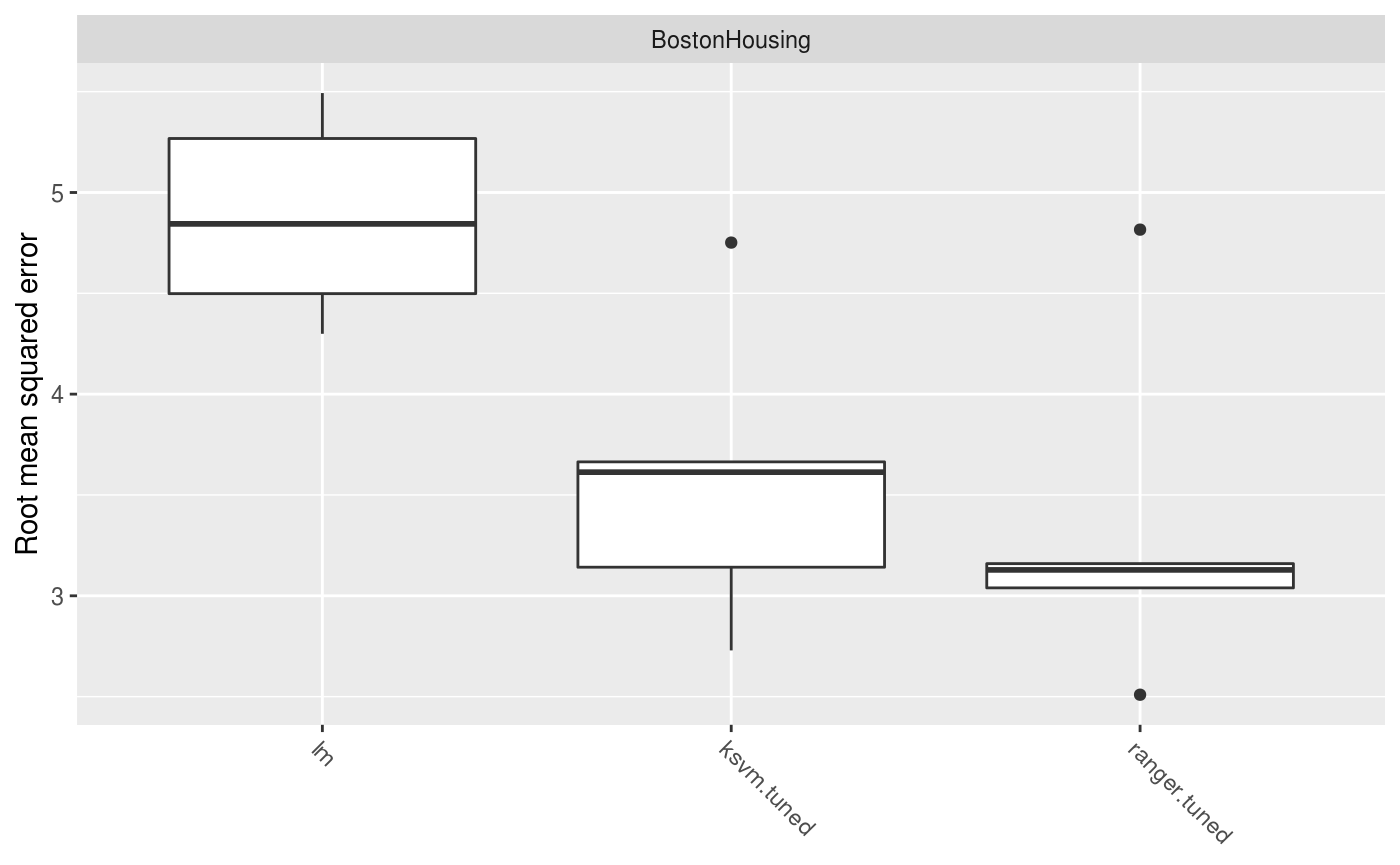 BostonHousing
Root mean squared error
5
4
3
lm
ksvm.tuned
ranger.tuned